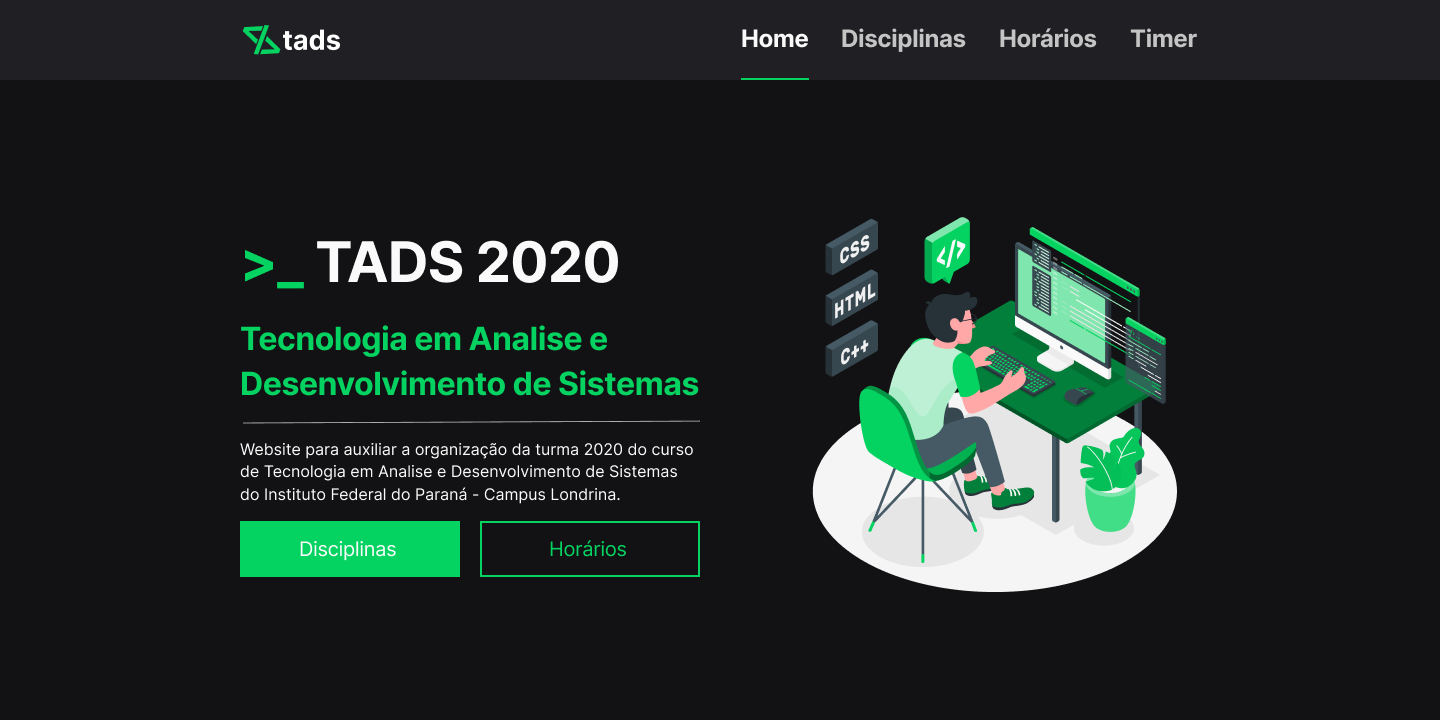 tads
Home Disciplinas Horários Timer
>_ TADS 2020
Tecnologia em Analise e
Desenvolvimento de Sistemas
Website para auxiliar a organização da turma 2020 do curso
de Tecnologia em Analise e Desenvolvimento de Sistemas
do Instituto Federal do Paraná - Campus Londrina.
Disciplinas Horários
CSS
</>
HTML
C++